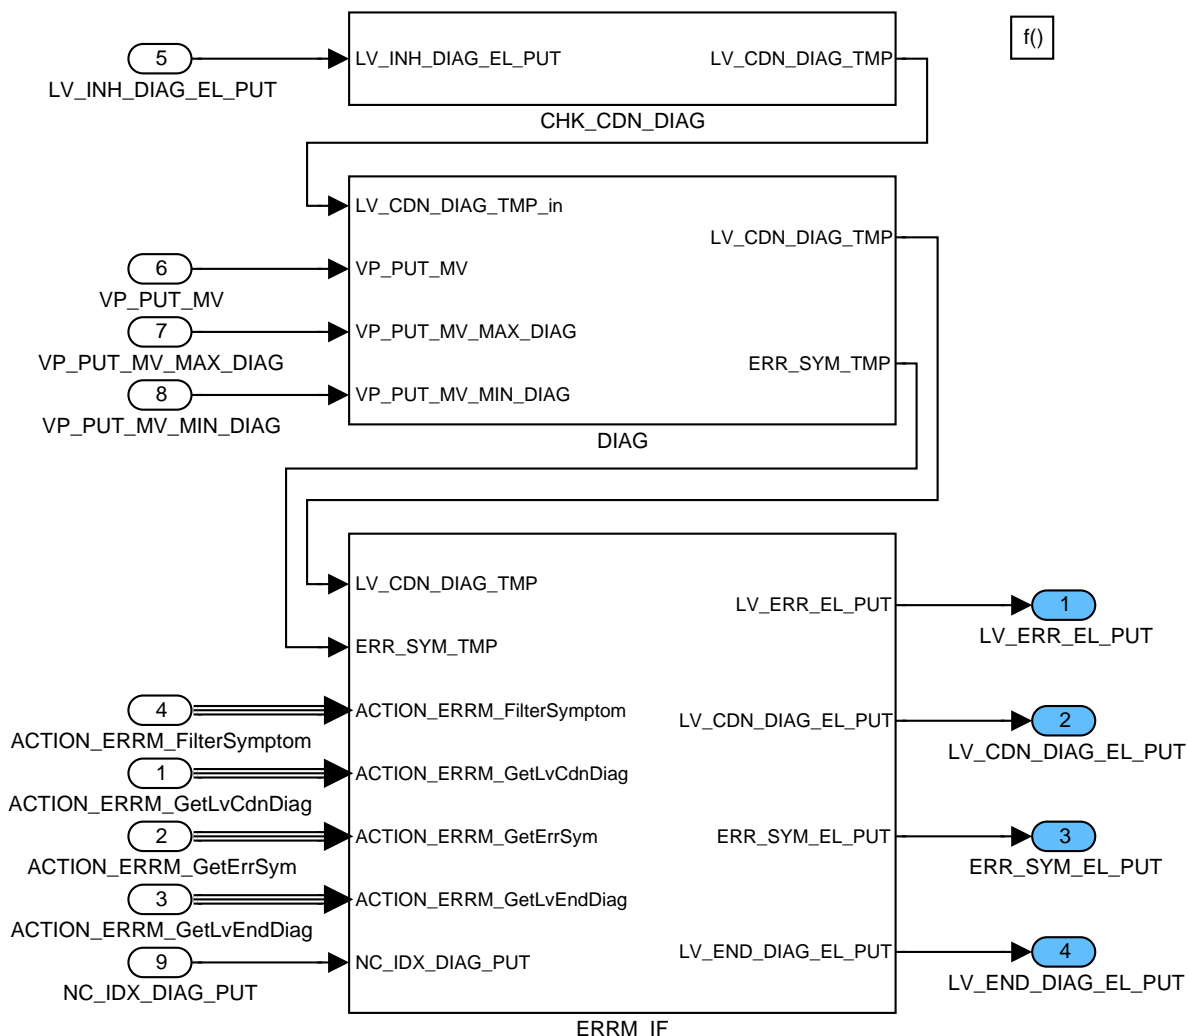 f()
5
LV_INH_DIAG_EL_PUT
LV_INH_DIAG_EL_PUT
LV_CDN_DIAG_TMP
CHK_CDN_DIAG
LV_CDN_DIAG_TMP_in
LV_CDN_DIAG_TMP
6
VP_PUT_MV
VP_PUT_MV
7
VP_PUT_MV_MAX_DIAG
VP_PUT_MV_MAX_DIAG
ERR_SYM_TMP
8
VP_PUT_MV_MIN_DIAG
VP_PUT_MV_MIN_DIAG
DIAG
LV_CDN_DIAG_TMP
LV_ERR_EL_PUT
1
LV_ERR_EL_PUT
ERR_SYM_TMP
4
ACTION_ERRM_FilterSymptom
ACTION_ERRM_FilterSymptom
LV_CDN_DIAG_EL_PUT
2
LV_CDN_DIAG_EL_PUT
1
ACTION_ERRM_GetLvCdnDiag
ACTION_ERRM_GetLvCdnDiag
2
ACTION_ERRM_GetErrSym
ACTION_ERRM_GetErrSym
ERR_SYM_EL_PUT
3
ERR_SYM_EL_PUT
3
ACTION_ERRM_GetLvEndDiag
ACTION_ERRM_GetLvEndDiag
9
NC_IDX_DIAG_PUT
NC_IDX_DIAG_PUT
LV_END_DIAG_EL_PUT
4
LV_END_DIAG_EL_PUT
ERRM_IF